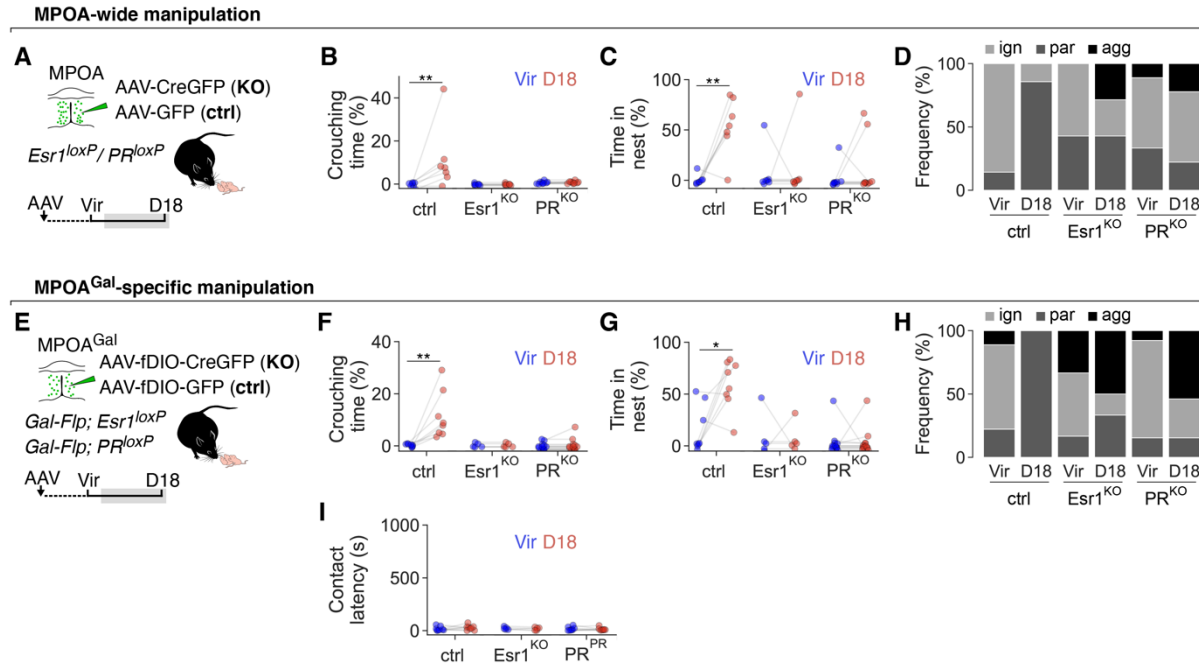 MPOA-wide manipulation
A
MPOA
AAV-CreGFP (KO)
AAV-GFP (ctrl)
Esr1loxP/ PRloxP
AAV
Vir
D18
B
Crouching
time (%)
40
20
0
**
Vir D18
ctrl
Esr1KO
PRKO
C
Time in
nest (%)
100
50
0
**
Vir D18
ctrl
Esr1KO
PRKO
D
ign par agg
Frequency (%)
100
50
0
Vir D18 Vir D18 Vir D18
ctrl
Esr1KO
PRKO
MPOAGal-specific manipulation
E
MPOAGal
AAV-fDIO-CreGFP (KO)
AAV-fDIO-GFP (ctrl)
Gal-Flp; Esr1loxP
Gal-Flp; PRloxP
AAV
Vir
D18
F
Crouching
time (%)
40
20
0
**
Vir D18
ctrl
Esr1KO
PRKO
G
Time in
nest (%)
100
50
0
*
Vir D18
ctrl
Esr1KO
PRKO
H
ign par agg
Frequency (%)
100
50
0
Vir D18 Vir D18 Vir D18
ctrl
Esr1KO
PRKO
I
Contact
latency (s)
1000
500
0
Vir D18
ctrl
Esr1KO
PRPR